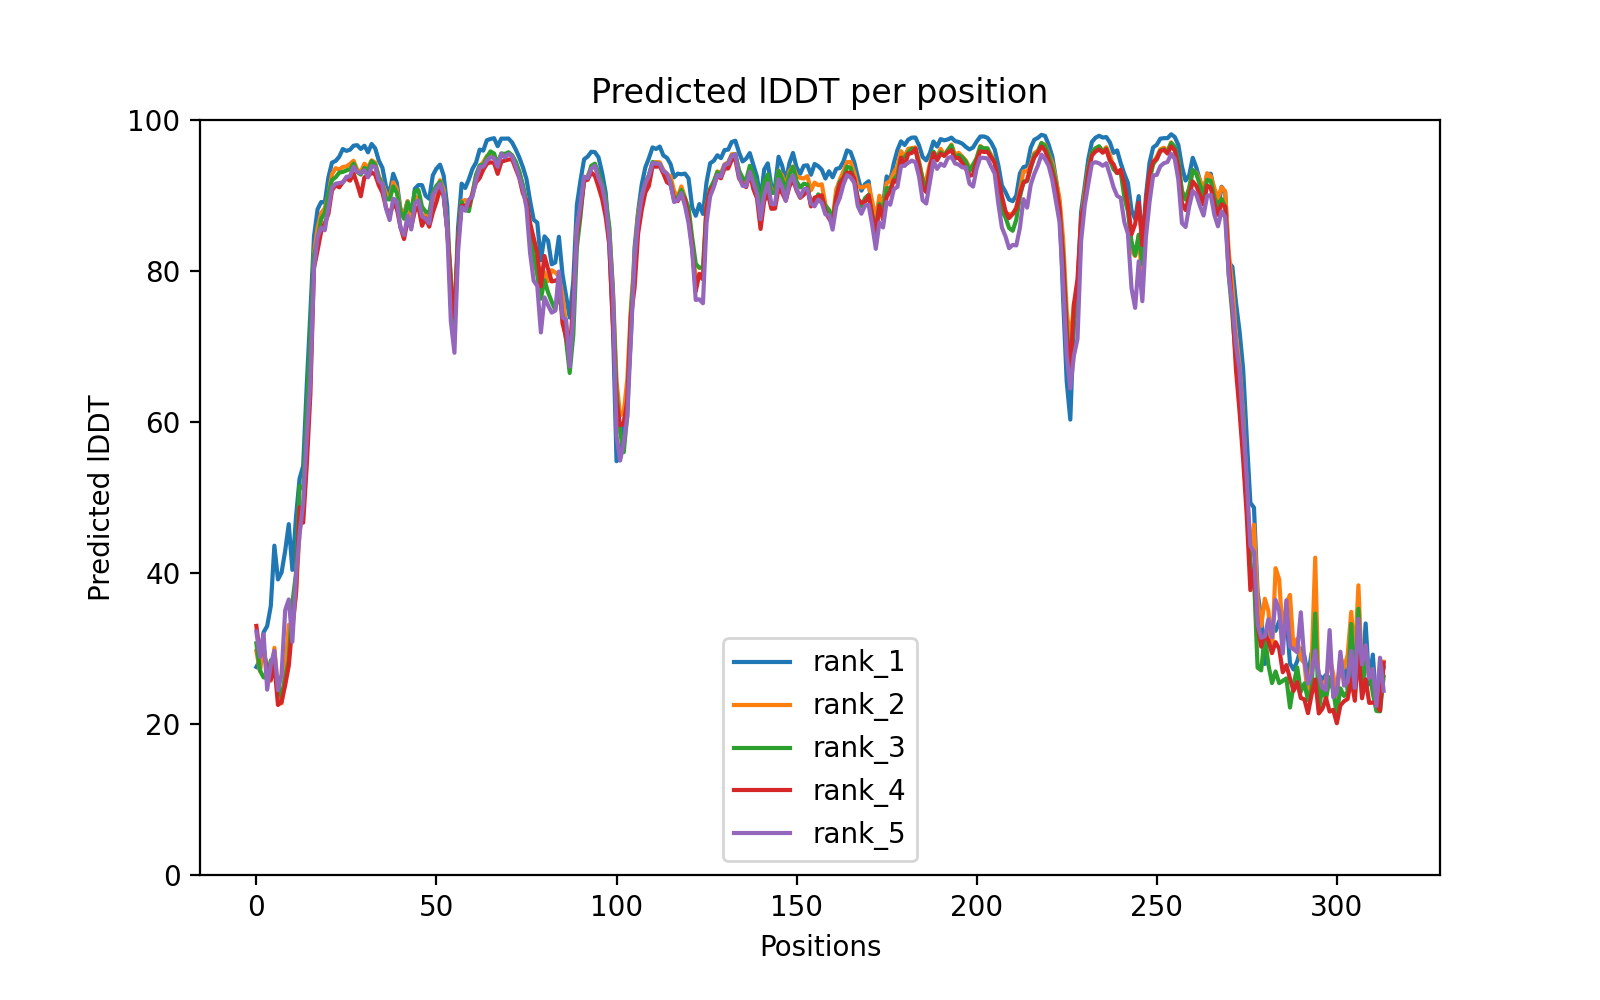 Predicted lDDT per position
100
80
60
40
20
0
Predicted lDDT
rank_1
rank_2
rank_3
rank_4
rank_5
0 50 100 150 200 250 300
Positions